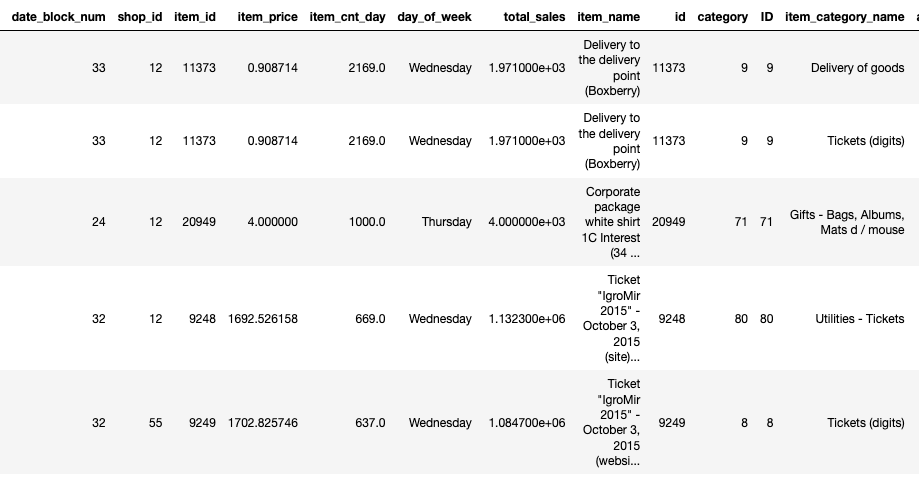 date_block_num shop_id item_id item_price item_cnt_day day_of_week total_sales item_name id category ID item_category_name
33 12 11373 0.908714 2169.0 Wednesday 1.971000e+03 Delivery to the delivery point (Boxberry) 11373 9 9 Delivery of goods
33 12 11373 0.908714 2169.0 Wednesday 1.971000e+03 Delivery to the delivery point (Boxberry) 11373 9 9 Tickets (digits)
24 12 20949 4.000000 1000.0 Thursday 4.000000e+03 Corporate package white shirt 1C Interest (34 ... 20949 71 71 Gifts - Bags, Albums, Mats d / mouse
32 12 9248 1692.526158 669.0 Wednesday 1.132300e+06 Ticket "IgroMir 2015" - October 3, 2015 (site)... 9248 80 80 Utilities - Tickets
32 55 9249 1702.825746 637.0 Wednesday 1.084700e+06 Ticket "IgroMir 2015" - October 3, 2015 (websi... 9249 8 8 Tickets (digits)